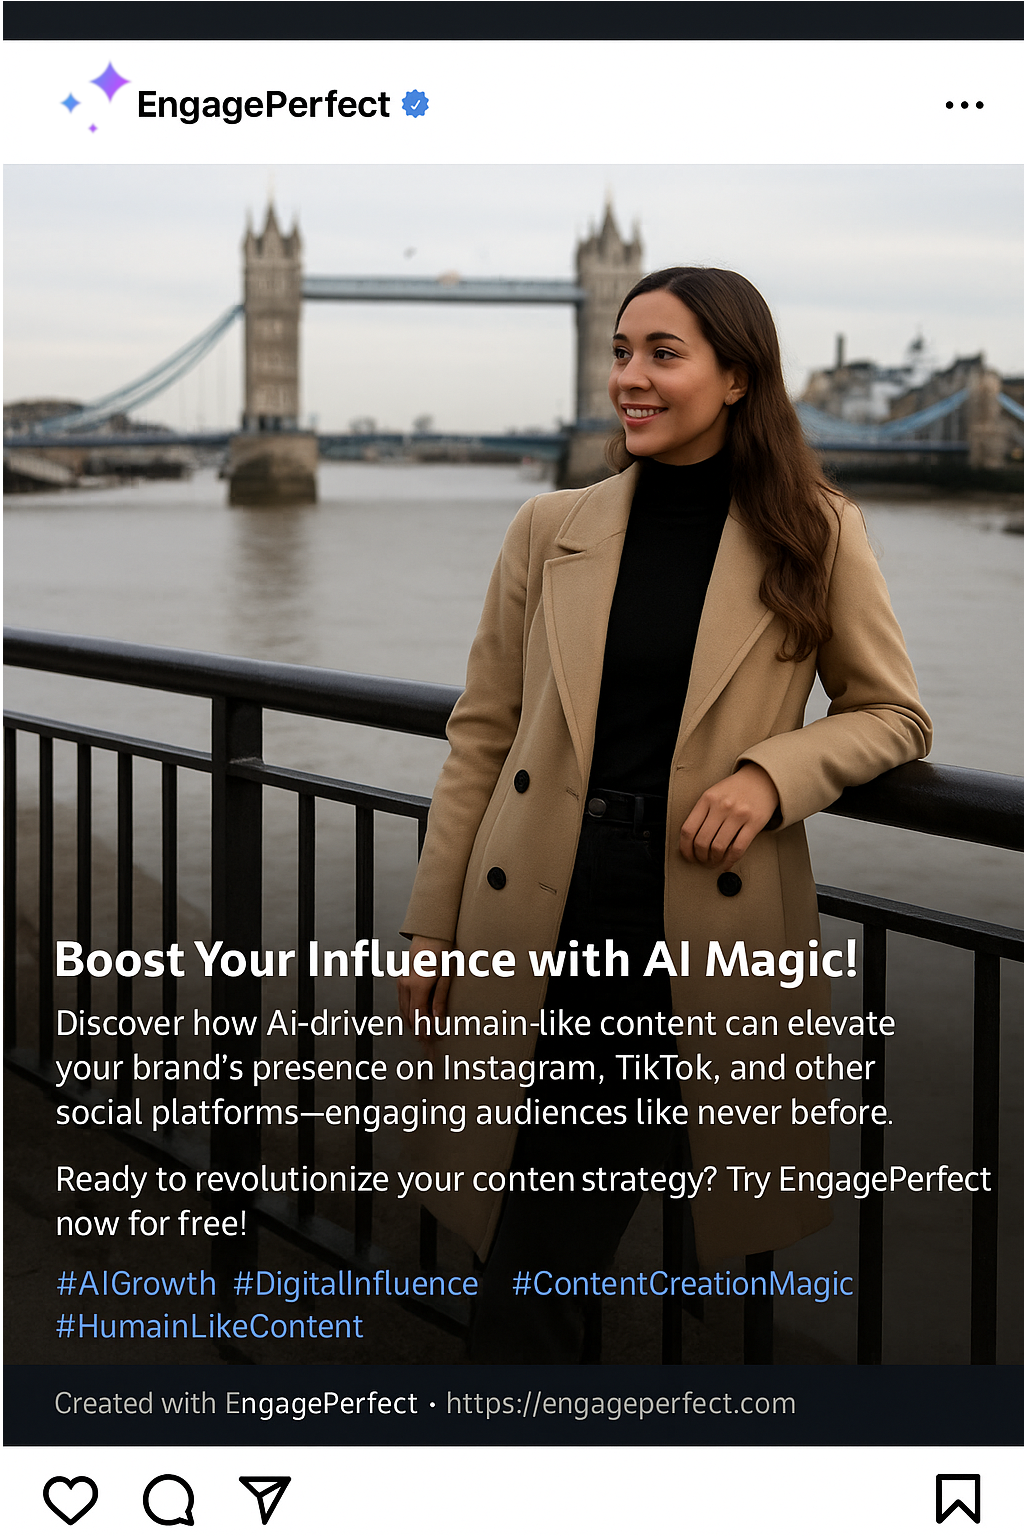 EngagePerfect
Boost Your Influence with AI Magic!
Discover how Ai-driven humain-like content can elevate
your brand's presence on Instagram, TikTok, and other
social platforms—engaging audiences like never before.
Ready to revolutionize your conten strategy? Try EngagePerfect
now for free!
#AIGrowth #DigitalInfluence #ContentCreationMagic
#HumainLikeContent
Created with EngagePerfect • https://engageperfect.com